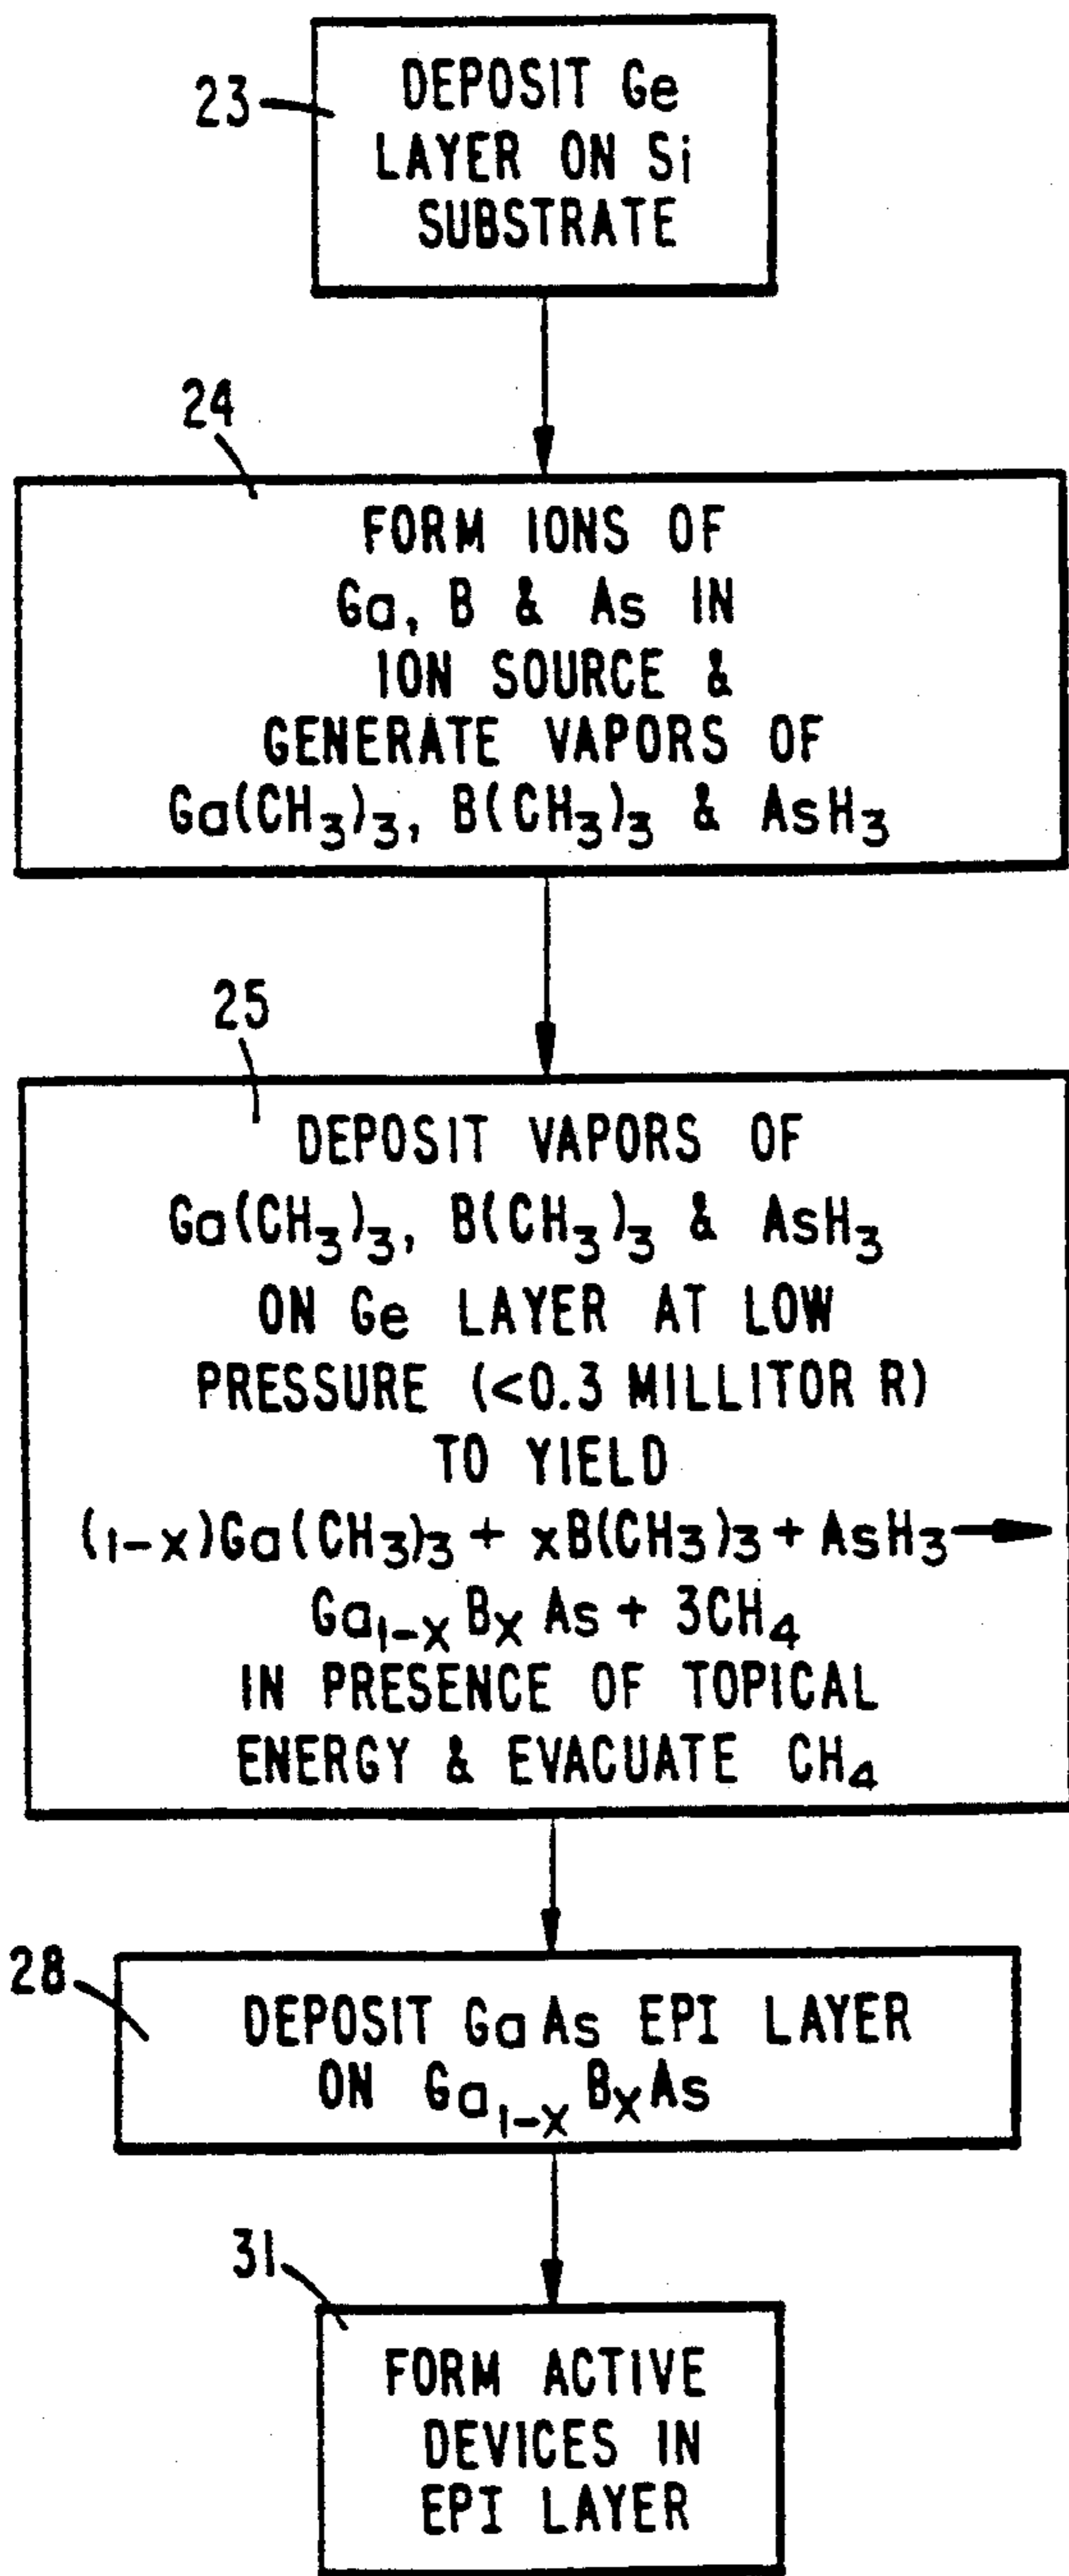 23
DEPOSIT Ge
LAYER ON Si
SUBSTRATE
24
FORM IONS OF
Ga, B & As IN
ION SOURCE &
GENERATE VAPORS OF
Ga(CH₃)₃, B(CH₃)₃ & AsH₃
25
DEPOSIT VAPORS OF
Ga(CH₃)₃, B(CH₃)₃ & AsH₃
ON Ge LAYER AT LOW
PRESSURE (<0.3 MILLITOR R)
TO YIELD
(1-x)Ga(CH₃)₃ + xB(CH₃)₃ + AsH₃ →
Ga₁₋ₓ Bₓ As + 3CH₄
IN PRESENCE OF TOPICAL
ENERGY & EVACUATE CH₄
28
DEPOSIT GaAs EPI LAYER
ON Ga₁₋ₓ BₓAs
31
FORM ACTIVE
DEVICES IN
EPI LAYER